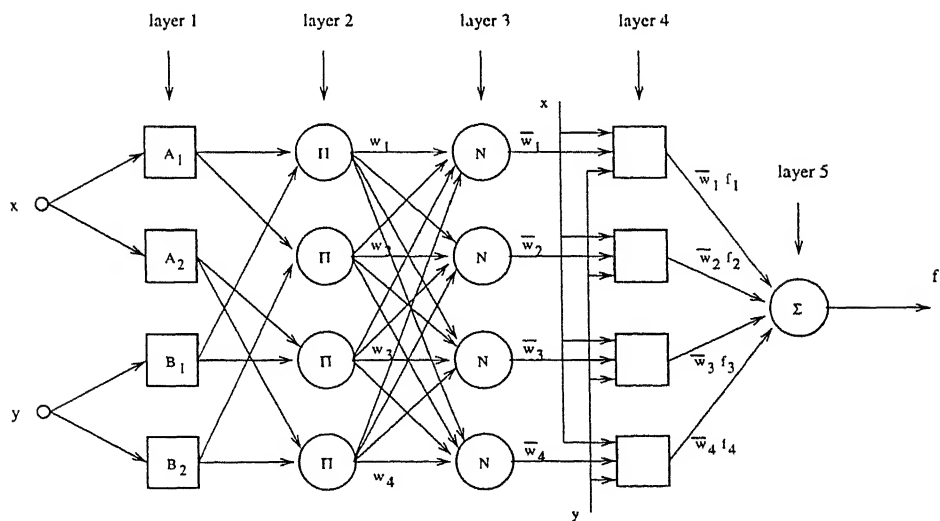 layer 1 layer 2 layer 3 layer 4
x
A₁ Π w₁ N w̅₁
w̅₁ f₁ layer 5
x
A₂ Π w₂ N w̅₂ w̅₂ f₂
Σ f
B₁ Π w₃ N w̅₃ w̅₃ f₃
y
B₂ Π w₄ N w̅₄ w̅₄ f₄
y